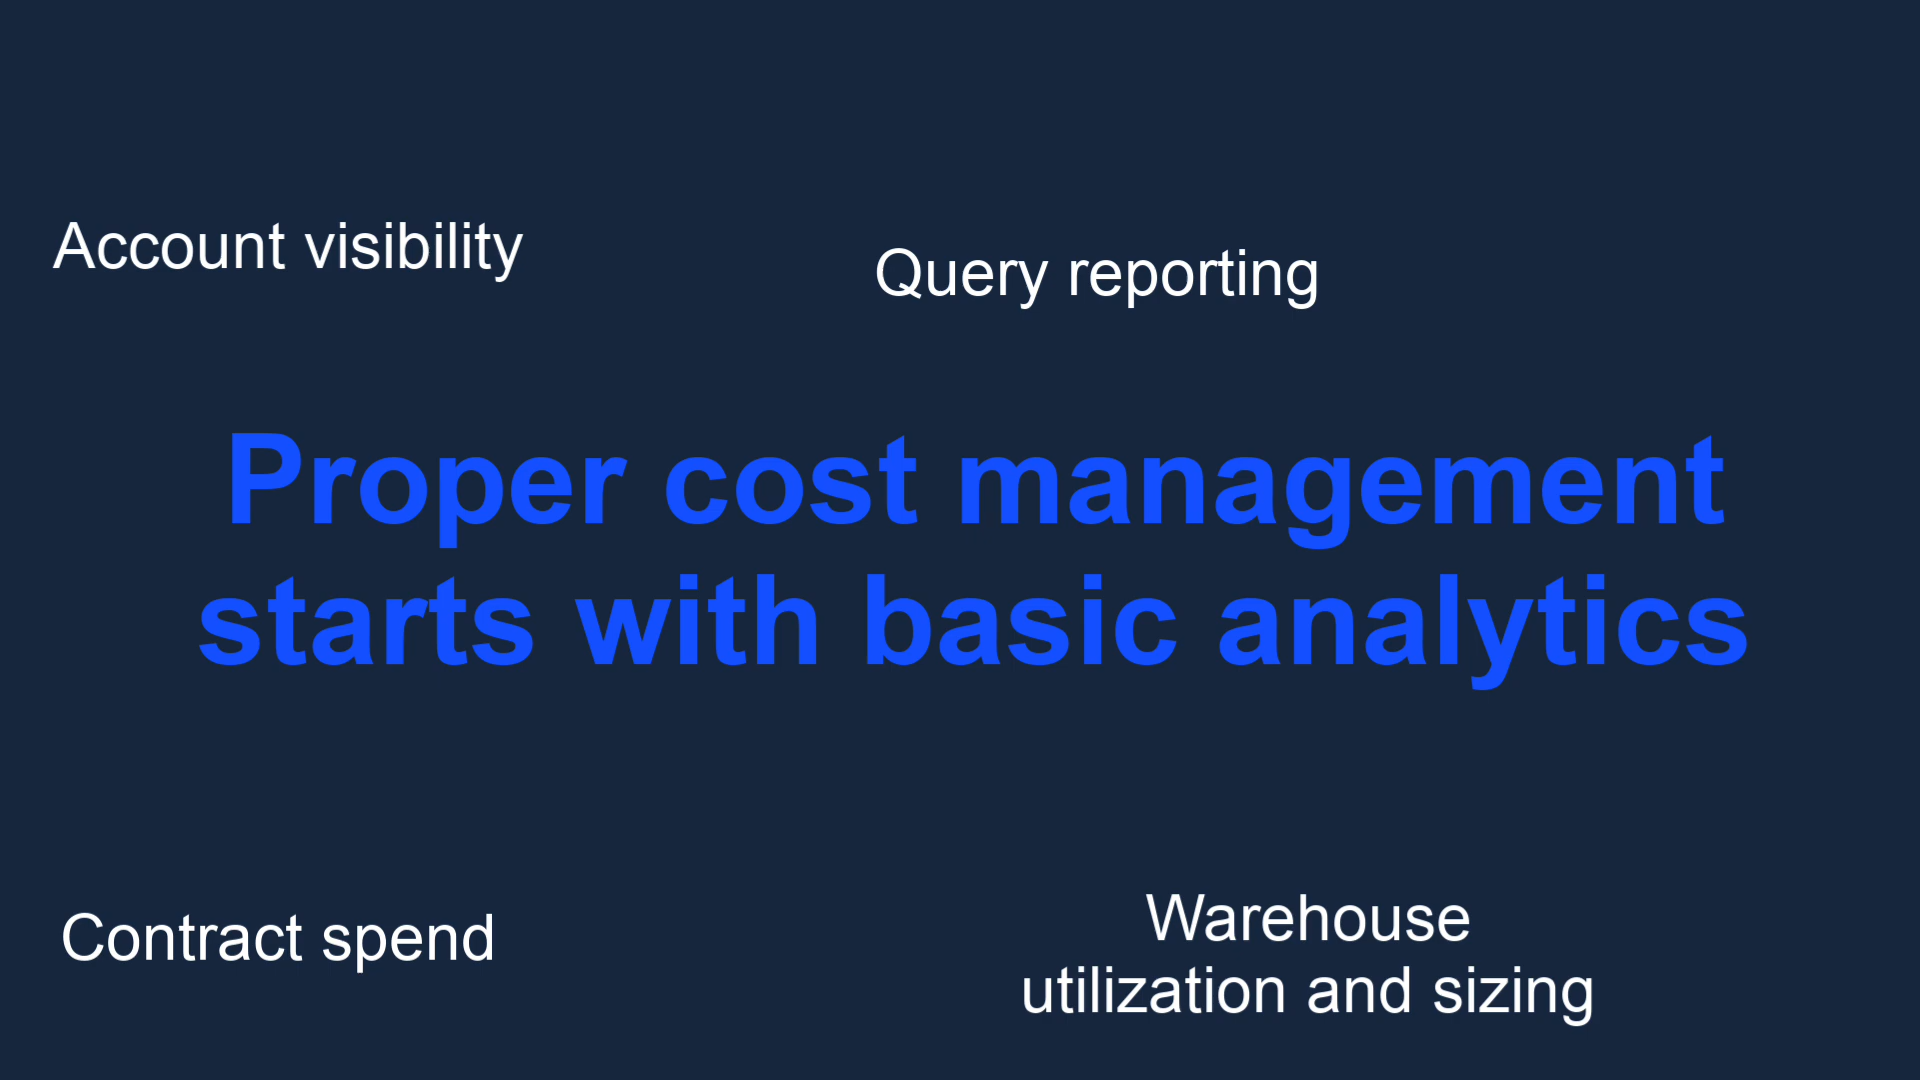 Account visibility
Query reporting
Proper cost management
starts with basic analytics
Contract spend
Warehouse
utilization and sizing